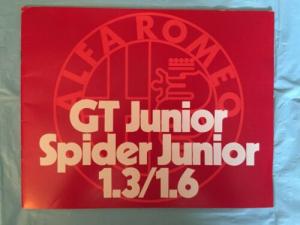 ALFA ROMEO
GT Junior
Spider Junior
1.3/1.6